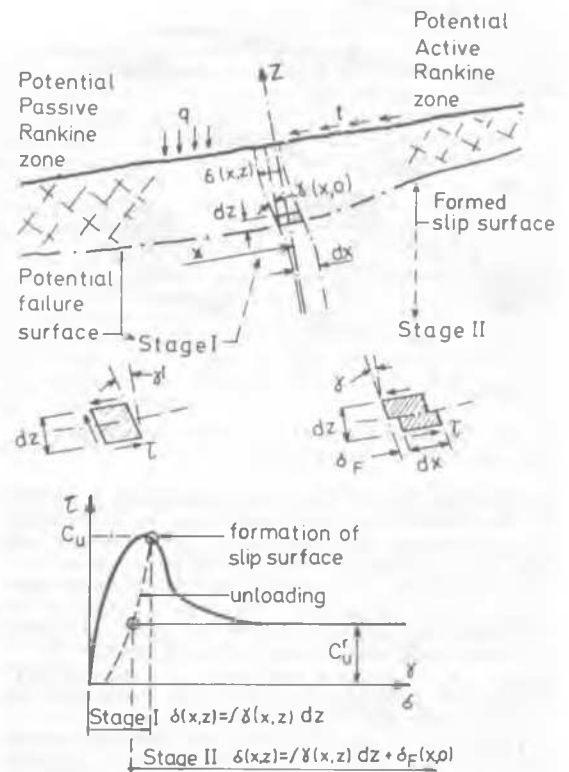 Potential
Passive
Rankine
zone
q
Z
t
Potential
Active
Rankine
zone
δ(x,z)
γ(x,0)
dz
x
dx
Formed
slip surface
Potential
failure
surface
Stage I
Stage II
γ
dz
τ
γ
dz
τ
δF
dx
τ
Cu
formation of
slip surface
unloading
Cur
γ
δ
Stage I δ(x,z)=∫γ(x,z) dz
Stage II δ(x,z)=∫γ(x,z) dz+δF(x,0)